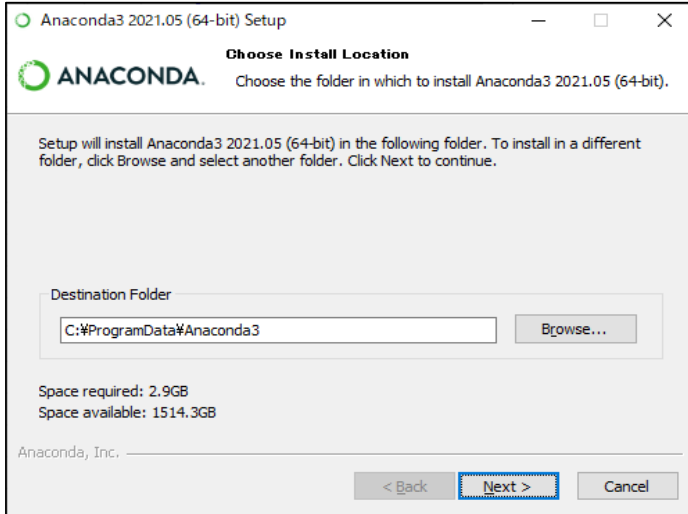 Anaconda3 2021.05 (64-bit) Setup
Choose Install Location
ANACONDA.
Choose the folder in which to install Anaconda3 2021.05 (64-bit).
Setup will install Anaconda3 2021.05 (64-bit) in the following folder. To install in a different
folder, click Browse and select another folder. Click Next to continue.
Destination Folder
C:¥ProgramData¥Anaconda3
Browse...
Space required: 2.9GB
Space available: 1514.3GB
Anaconda, Inc.
< Back
Next >
Cancel